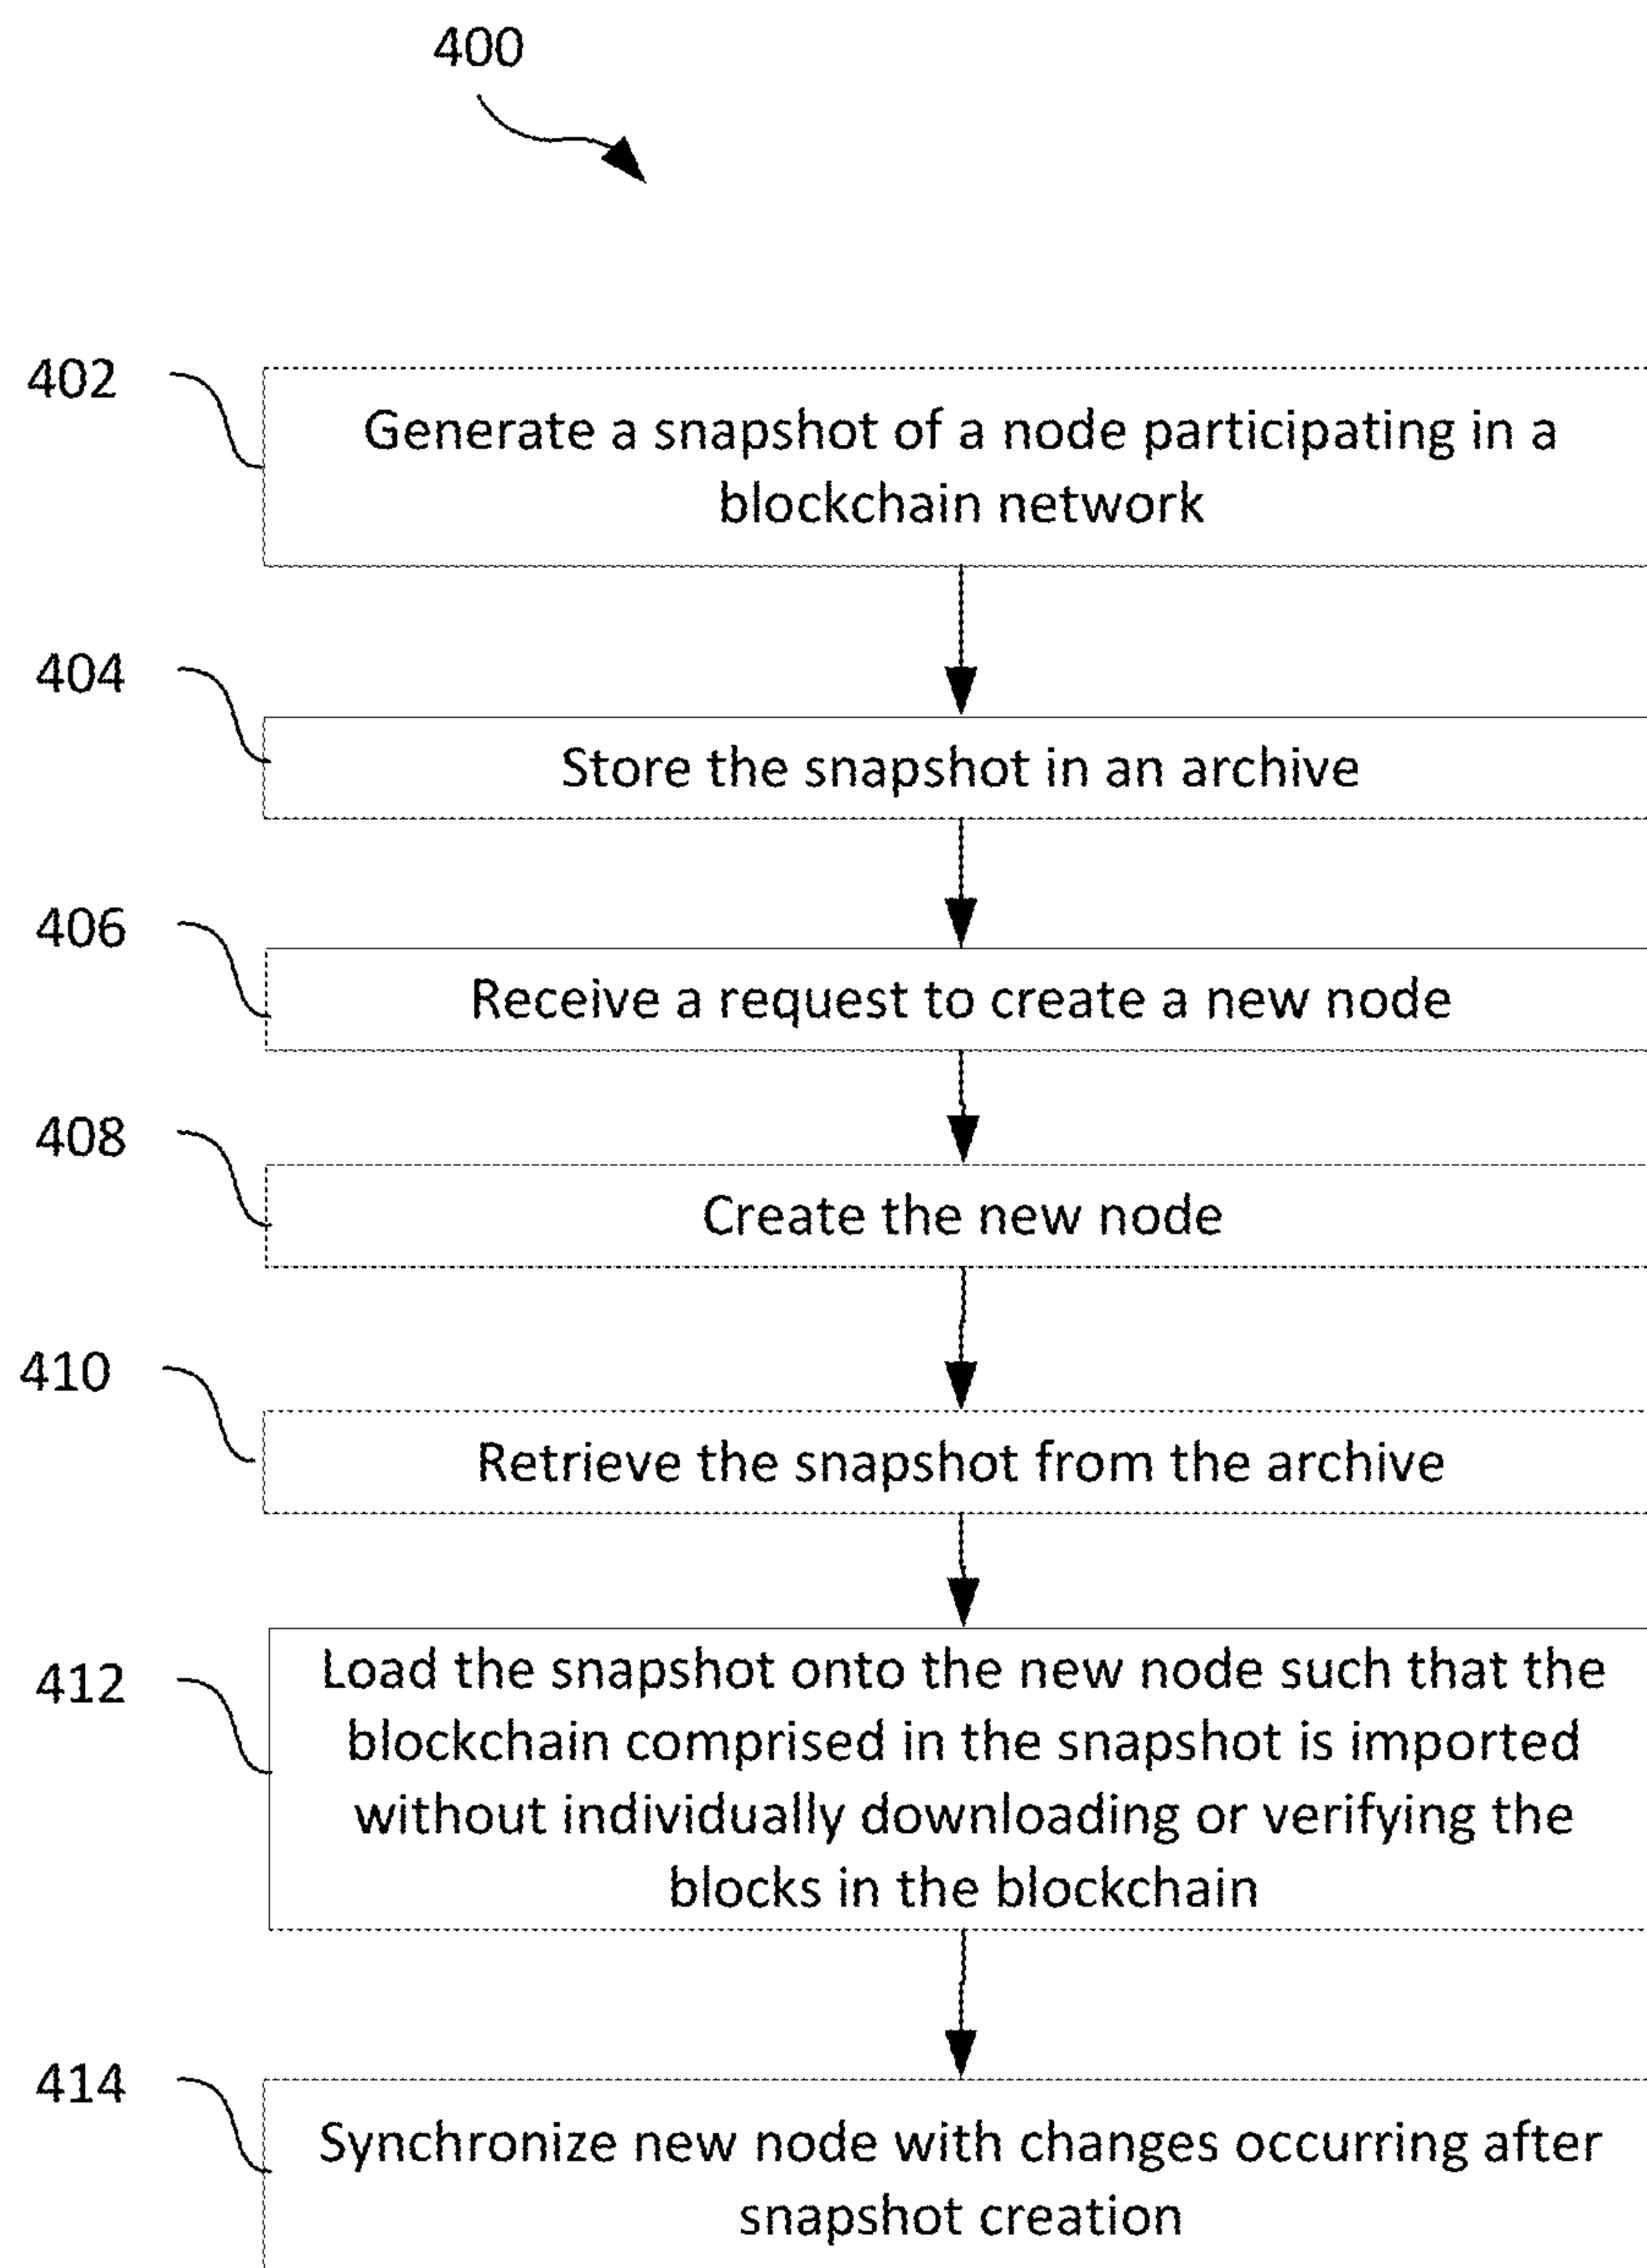 400
402
Generate a snapshot of a node participating in a
blockchain network
404
Store the snapshot in an archive
406
Receive a request to create a new node
408
Create the new node
410
Retrieve the snapshot from the archive
412
Load the snapshot onto the new node such that the
blockchain comprised in the snapshot is imported
without individually downloading or verifying the
blocks in the blockchain
414
Synchronize new node with changes occurring after
snapshot creation